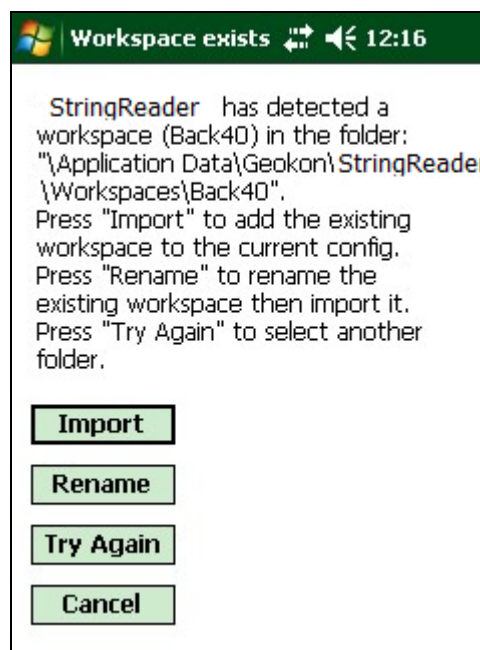 Workspace exists 12:16
StringReader has detected a
workspace (Back40) in the folder:
"\Application Data\Geokon\StringReader
\Workspaces\Back40".
Press "Import" to add the existing
workspace to the current config.
Press "Rename" to rename the
existing workspace then import it.
Press "Try Again" to select another
folder.
Import
Rename
Try Again
Cancel